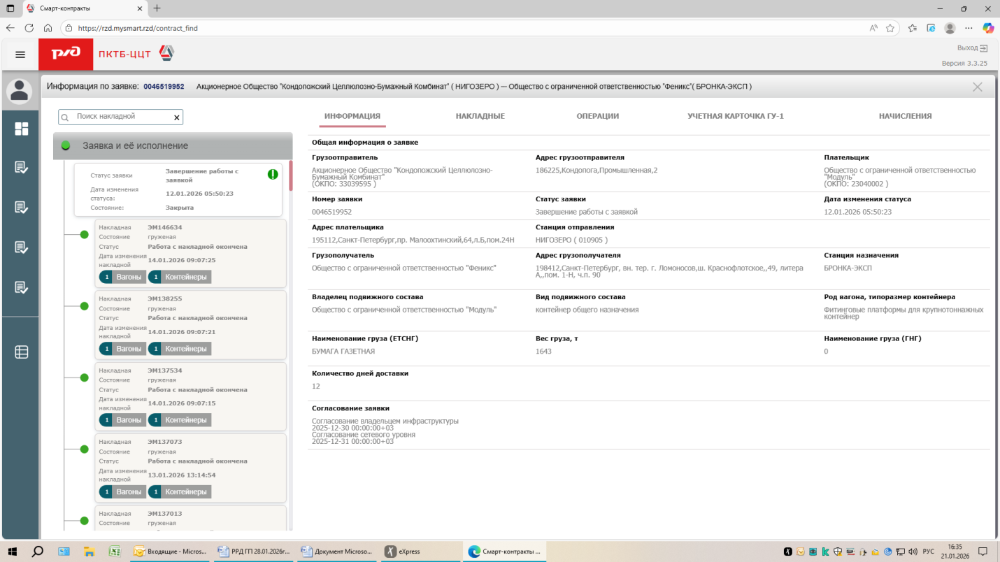 Смарт-контракты
https://rzd.mysmart.rzd/contract_find
ржд
ПКТБ-ЦЦТ
Выход
Версия 3.3.25
Информация по заявке: 0046519952 Акционерное Общество "Кондопожский Целлюлозно-Бумажный Комбинат" ( НИГОЗЕРО ) --- Общество с ограниченной ответственностью "Феникс"( БРОНКА-ЭКСП )
Поиск накладной
Заявка и её исполнение
Статус заявки Завершение работы с заявкой
Дата изменения статуса: 12.01.2026 05:50:23
Состояние: Закрыта
Накладная ЭМ146634
Состояние груженая
Статус Работа с накладной окончена
Дата изменения накладной 14.01.2026 09:07:25
1 Вагоны 1 Контейнеры
Накладная ЭМ138255
Состояние груженая
Статус Работа с накладной окончена
Дата изменения накладной 14.01.2026 09:07:21
1 Вагоны 1 Контейнеры
Накладная ЭМ137534
Состояние груженая
Статус Работа с накладной окончена
Дата изменения накладной 14.01.2026 09:07:15
1 Вагоны 1 Контейнеры
Накладная ЭМ137073
Состояние груженая
Статус Работа с накладной окончена
Дата изменения накладной 13.01.2026 13:14:54
1 Вагоны 1 Контейнеры
Накладная ЭМ137013
Состояние груженая
ИНФОРМАЦИЯ НАКЛАДНЫЕ ОПЕРАЦИИ УЧЕТНАЯ КАРТОЧКА ГУ-1 НАЧИСЛЕНИЯ
Общая информация о заявке
Грузоотправитель
Акционерное Общество "Кондопожский Целлюлозно-
Бумажный Комбинат"
(ОКПО: 33039595 )
Адрес грузоотправителя
186225,Кондопога,Промышленная,2
Плательщик
Общество с ограниченной ответственностью
"Модуль"
(ОКПО: 23040002 )
Номер заявки
0046519952
Статус заявки
Завершение работы с заявкой
Дата изменения статуса
12.01.2026 05:50:23
Адрес плательщика
195112,Санкт-Петербург,пр. Малоохтинский,64,л.Б,пом.24Н
Станция отправления
НИГОЗЕРО ( 010905 )
Грузополучатель
Общество с ограниченной ответственностью "Феникс"
Адрес грузополучателя
198412,Санкт-Петербург, вн. тер. г. Ломоносов,ш. Краснофлотское,,49, литера
А,,пом. 1-Н, ч.п. 90
Станция назначения
БРОНКА-ЭКСП
Владелец подвижного состава
Общество с ограниченной ответственностью "Модуль"
Вид подвижного состава
контейнер общего назначения
Род вагона, типоразмер контейнера
Фитинговые платформы для крупнотоннажных
контейнер
Наименование груза (ЕТСНГ)
БУМАГА ГАЗЕТНАЯ
Вес груза, т
1643
Наименование груза (ГНГ)
0
Количество дней доставки
12
Согласование заявки
Согласование владельцем инфраструктуры
2025-12-30 00:00:00+03
Согласование сетевого уровня
2025-12-31 00:00:00+03
Входящие - Micros...
РРД ГП 28.01.2026г...
Документ Microso...
eXpress
Смарт-контракты ...
РУС
16:35
21.01.2026